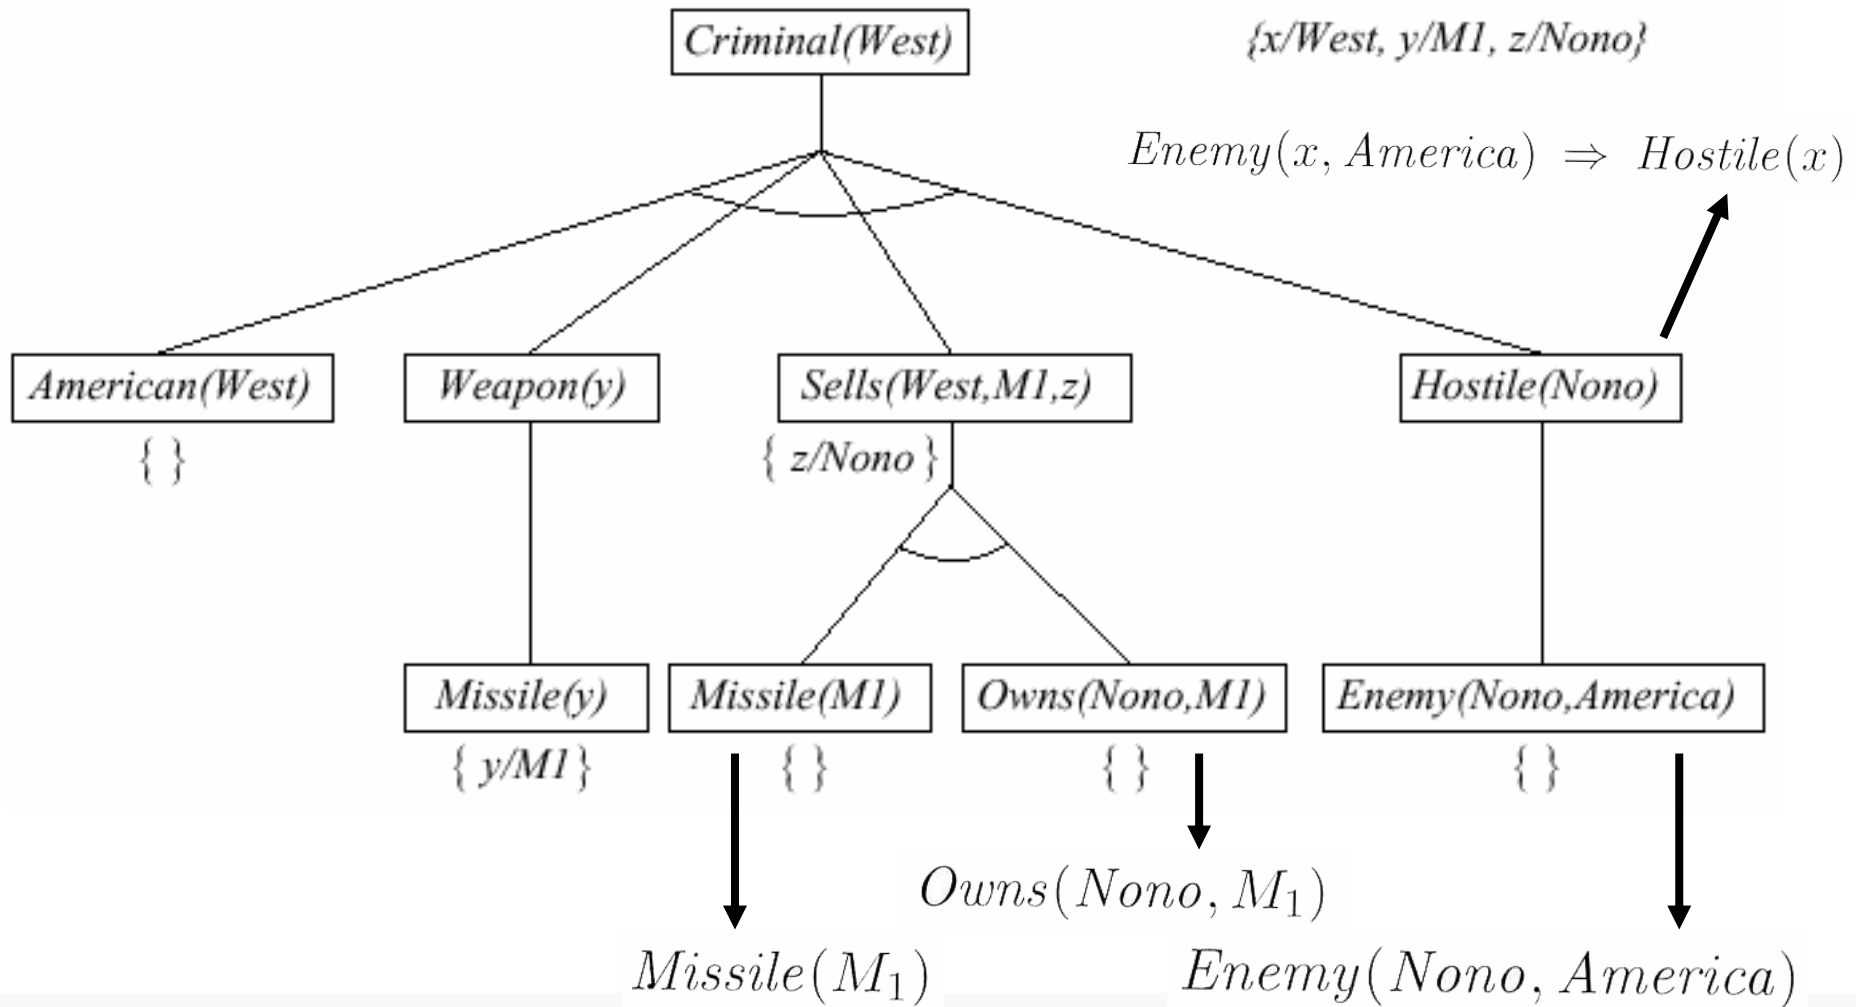 Criminal(West)
{x/West, y/M1, z/Nono}
Enemy(x, America) ⇒ Hostile(x)
American(West)
Weapon(y)
Sells(West,M1,z)
Hostile(Nono)
{ }
{ z/Nono }
Missile(y)
Missile(M1)
Owns(Nono,M1)
Enemy(Nono,America)
{ y/M1 }
{ }
{ }
{ }
Owns(Nono, M₁)
Missile(M₁)
Enemy(Nono, America)